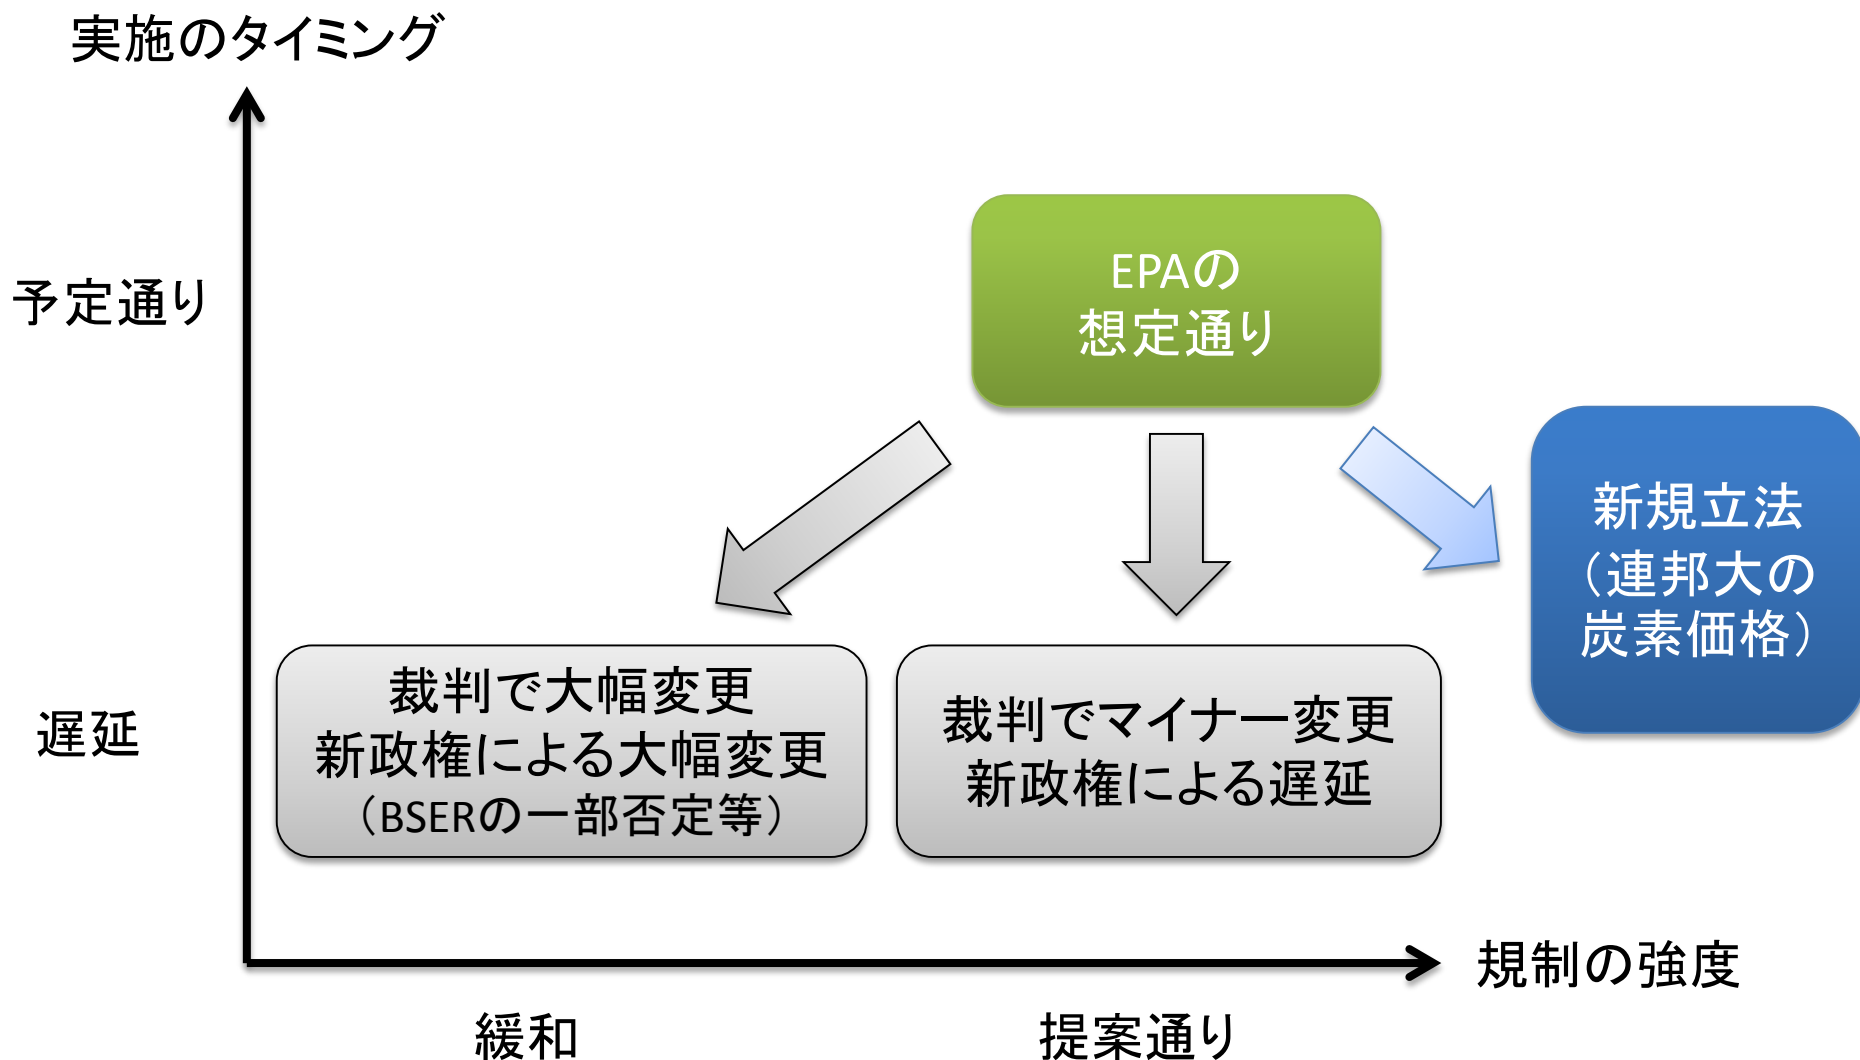 実施のタイミング
予定通り
EPAの
想定通り
新規立法
（連邦大の
炭素価格）
遅延
裁判で大幅変更
新政権による大幅変更
（BSERの一部否定等）
裁判でマイナー変更
新政権による遅延
規制の強度
緩和
提案通り